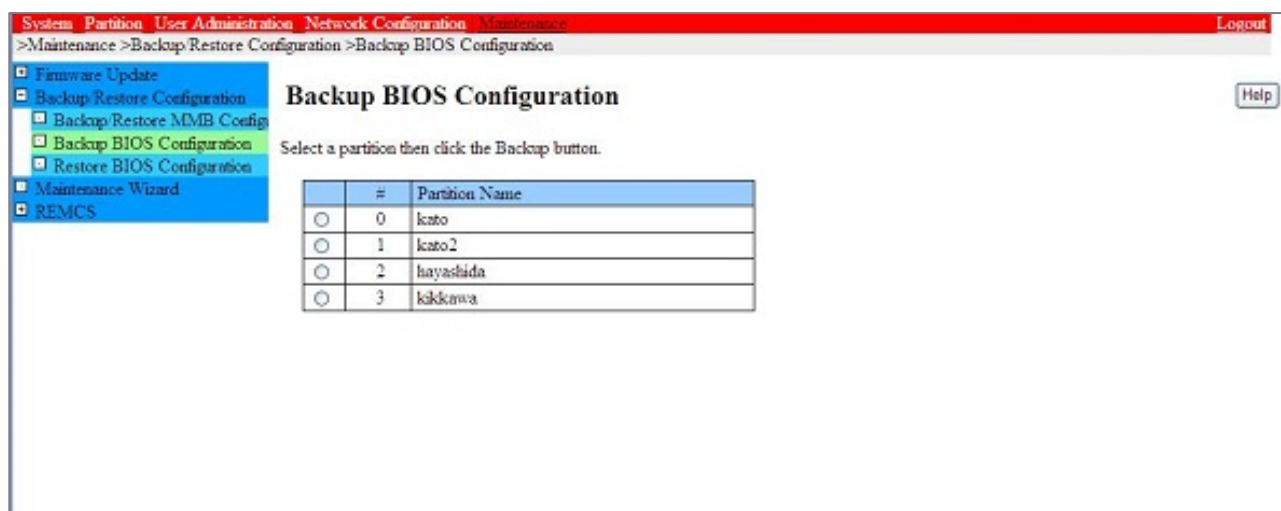 System Partition User Administration Network Configuration Maintenance Logout
>Maintenance >Backup/Restore Configuration >Backup BIOS Configuration
Firmware Update
Backup/Restore Configuration
Backup/Restore MMB Configu
Backup BIOS Configuration
Restore BIOS Configuration
Maintenance Wizard
REMCS
Backup BIOS Configuration
Help
Select a partition then click the Backup button.
# Partition Name
0 kato
1 kato2
2 hayashida
3 kikkawa